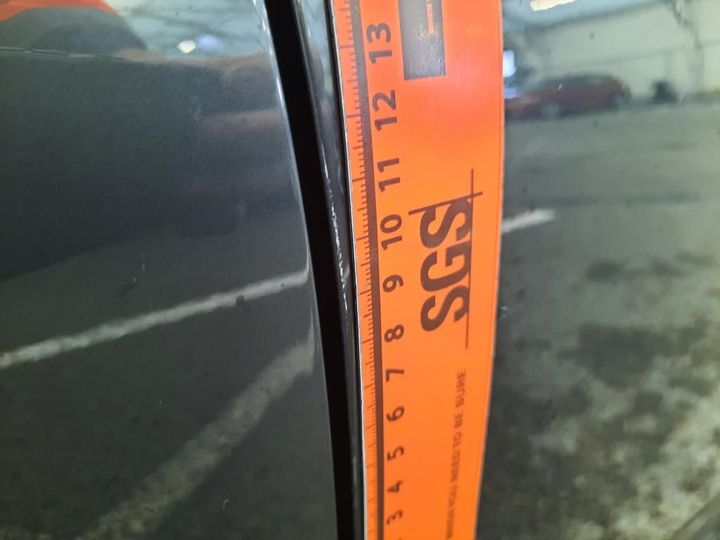 3 4 5 6 7 8 9 10 11 12 13
SGS
WHEN YOU NEED TO BE SURE